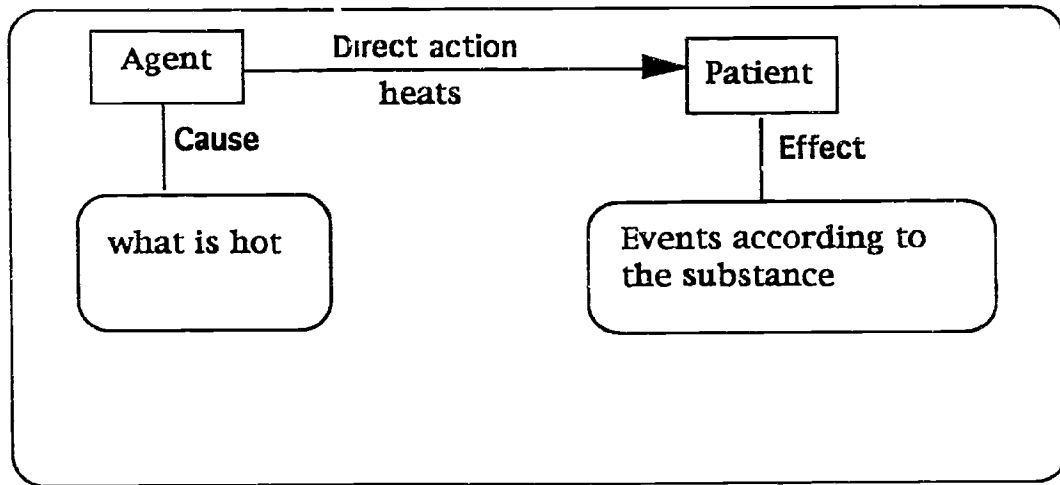 Agent
Direct action
heats
Patient
Cause
Effect
what is hot
Events according to
the substance